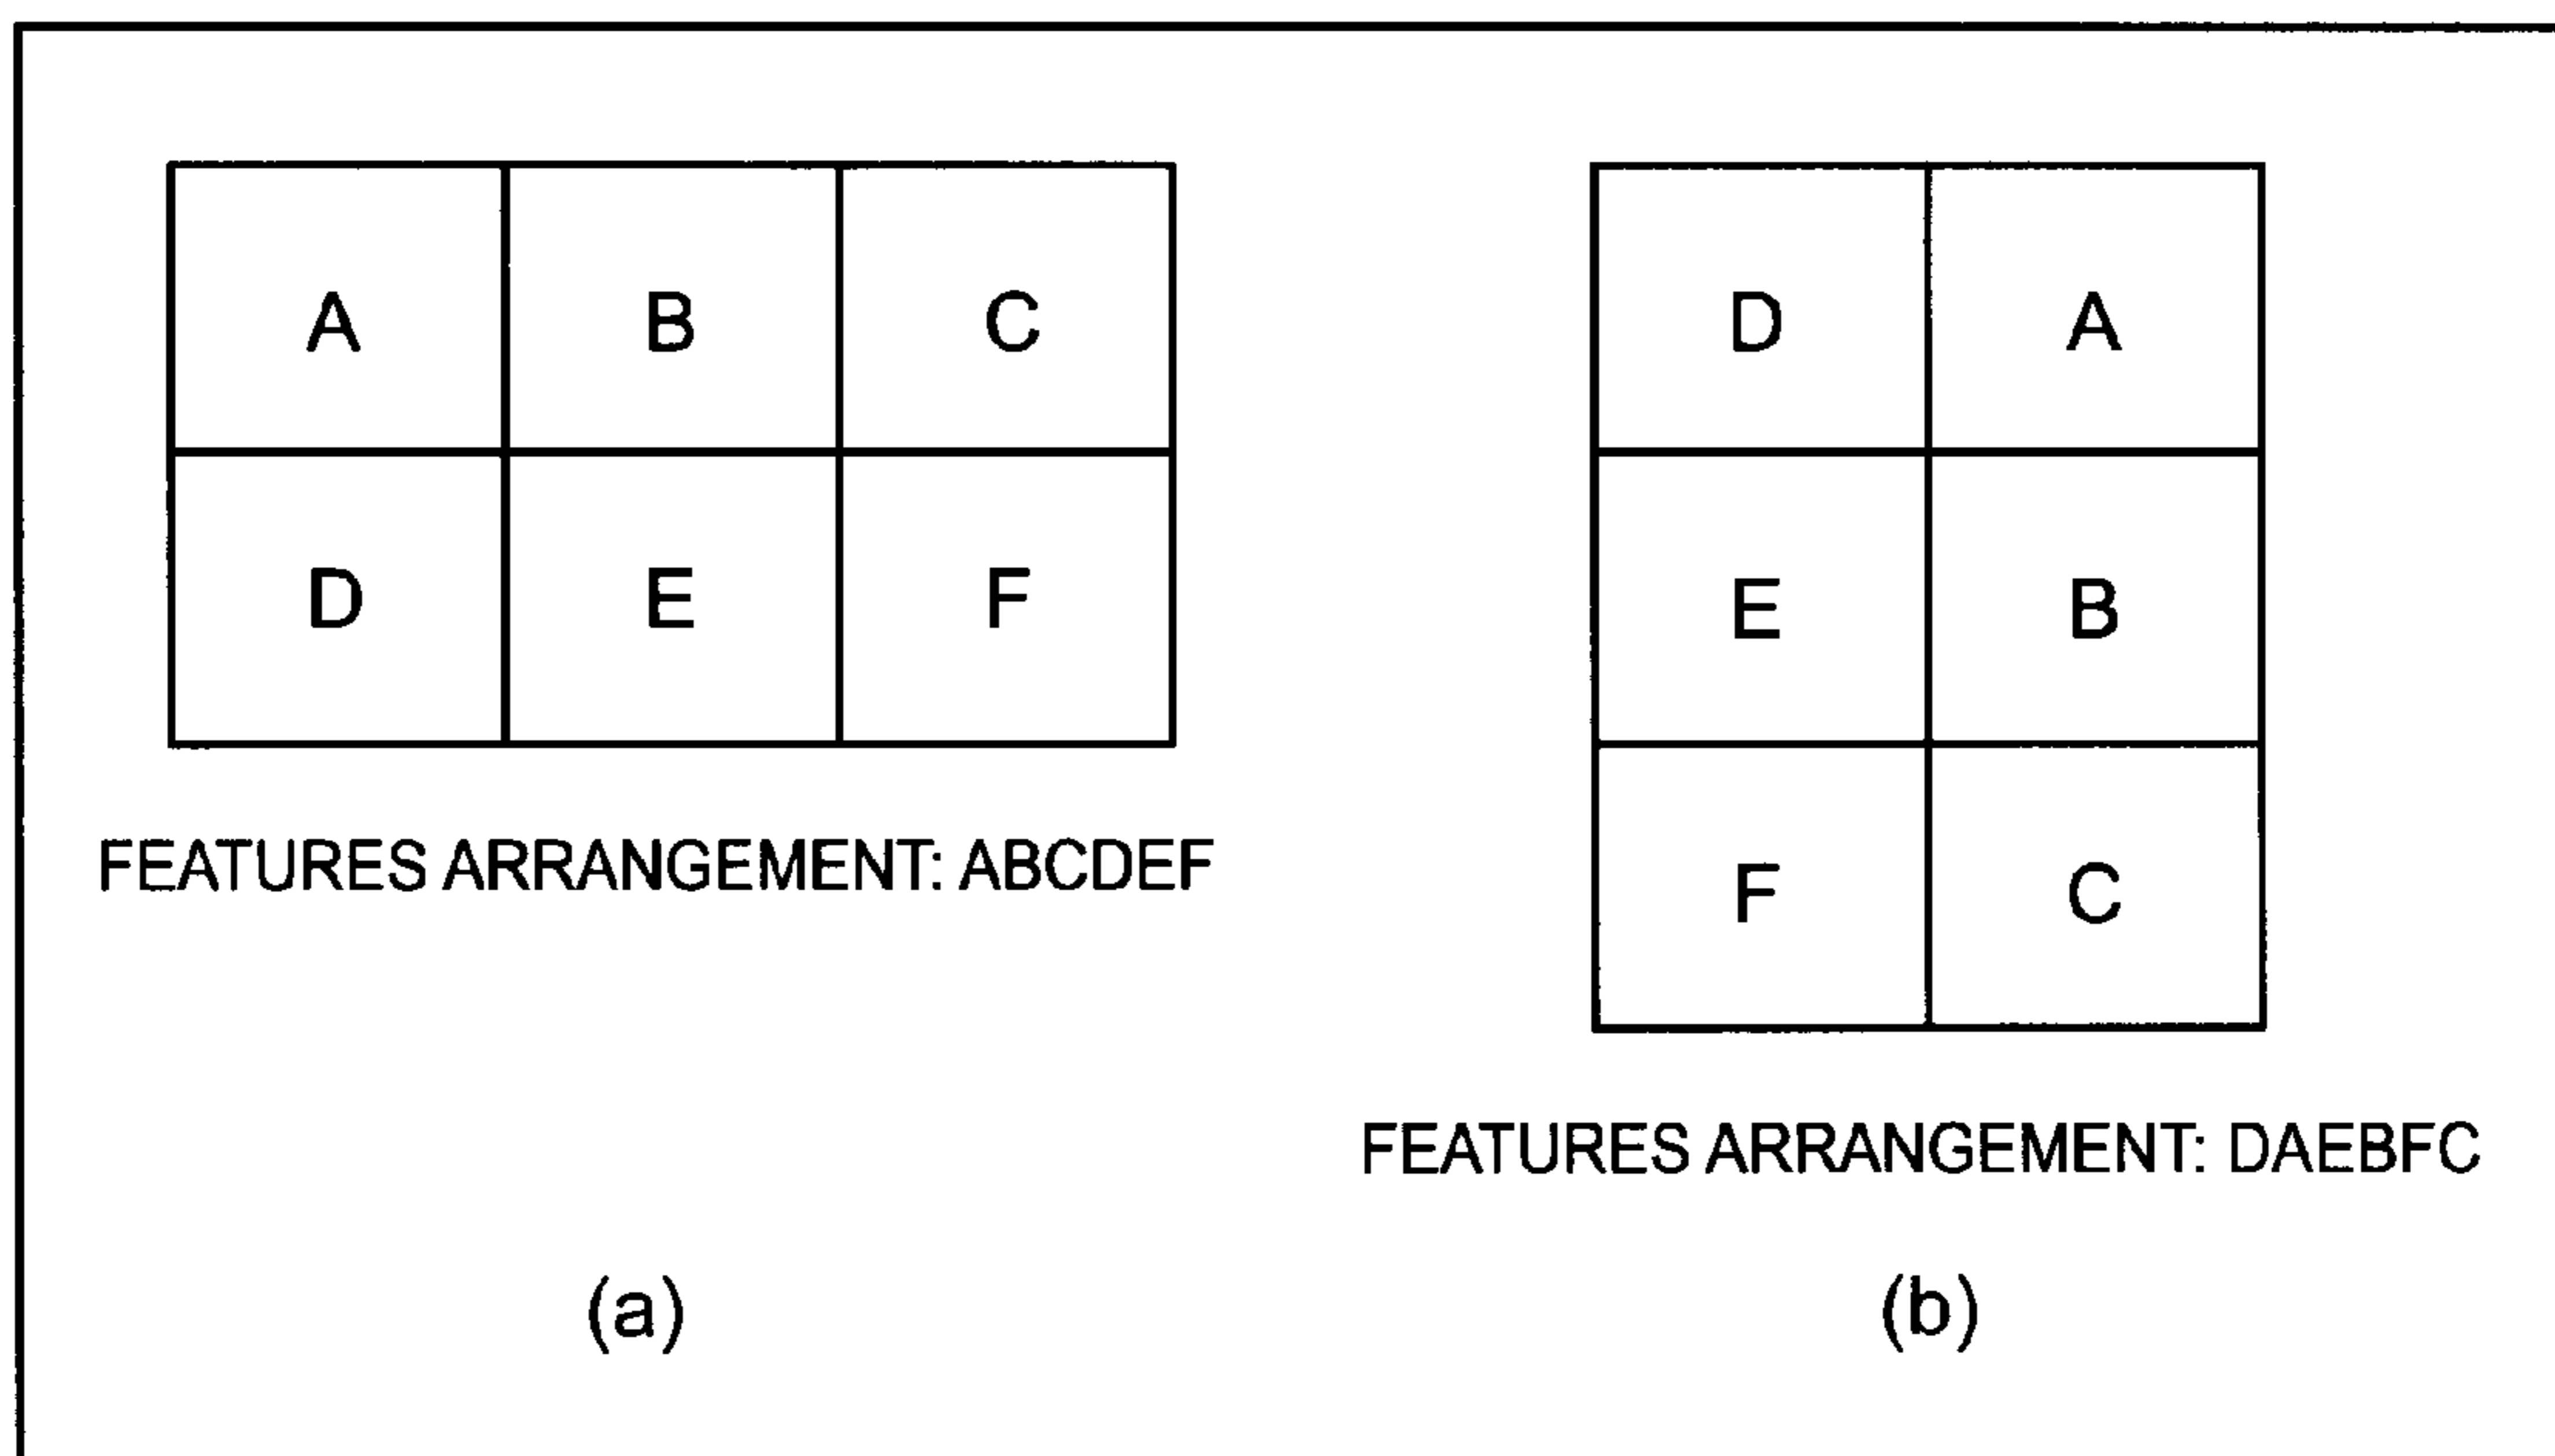 A B C
D E F
FEATURES ARRANGEMENT: ABCDEF
(a)
D A
E B
F C
FEATURES ARRANGEMENT: DAEBFC
(b)